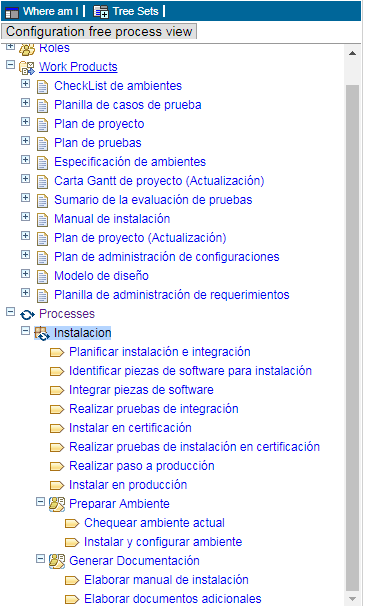 Where am I | Tree Sets |
Configuration free process view
Roles
Work Products
CheckList de ambientes
Planilla de casos de prueba
Plan de proyecto
Plan de pruebas
Especificación de ambientes
Carta Gantt de proyecto (Actualización)
Sumario de la evaluación de pruebas
Manual de instalación
Plan de proyecto (Actualización)
Plan de administración de configuraciones
Modelo de diseño
Planilla de administración de requerimientos
Processes
Instalacion
Planificar instalación e integración
Identificar piezas de software para instalación
Integrar piezas de software
Realizar pruebas de integración
Instalar en certificación
Realizar pruebas de instalación en certificación
Realizar paso a producción
Instalar en producción
Preparar Ambiente
Chequear ambiente actual
Instalar y configurar ambiente
Generar Documentación
Elaborar manual de instalación
Elaborar documentos adicionales